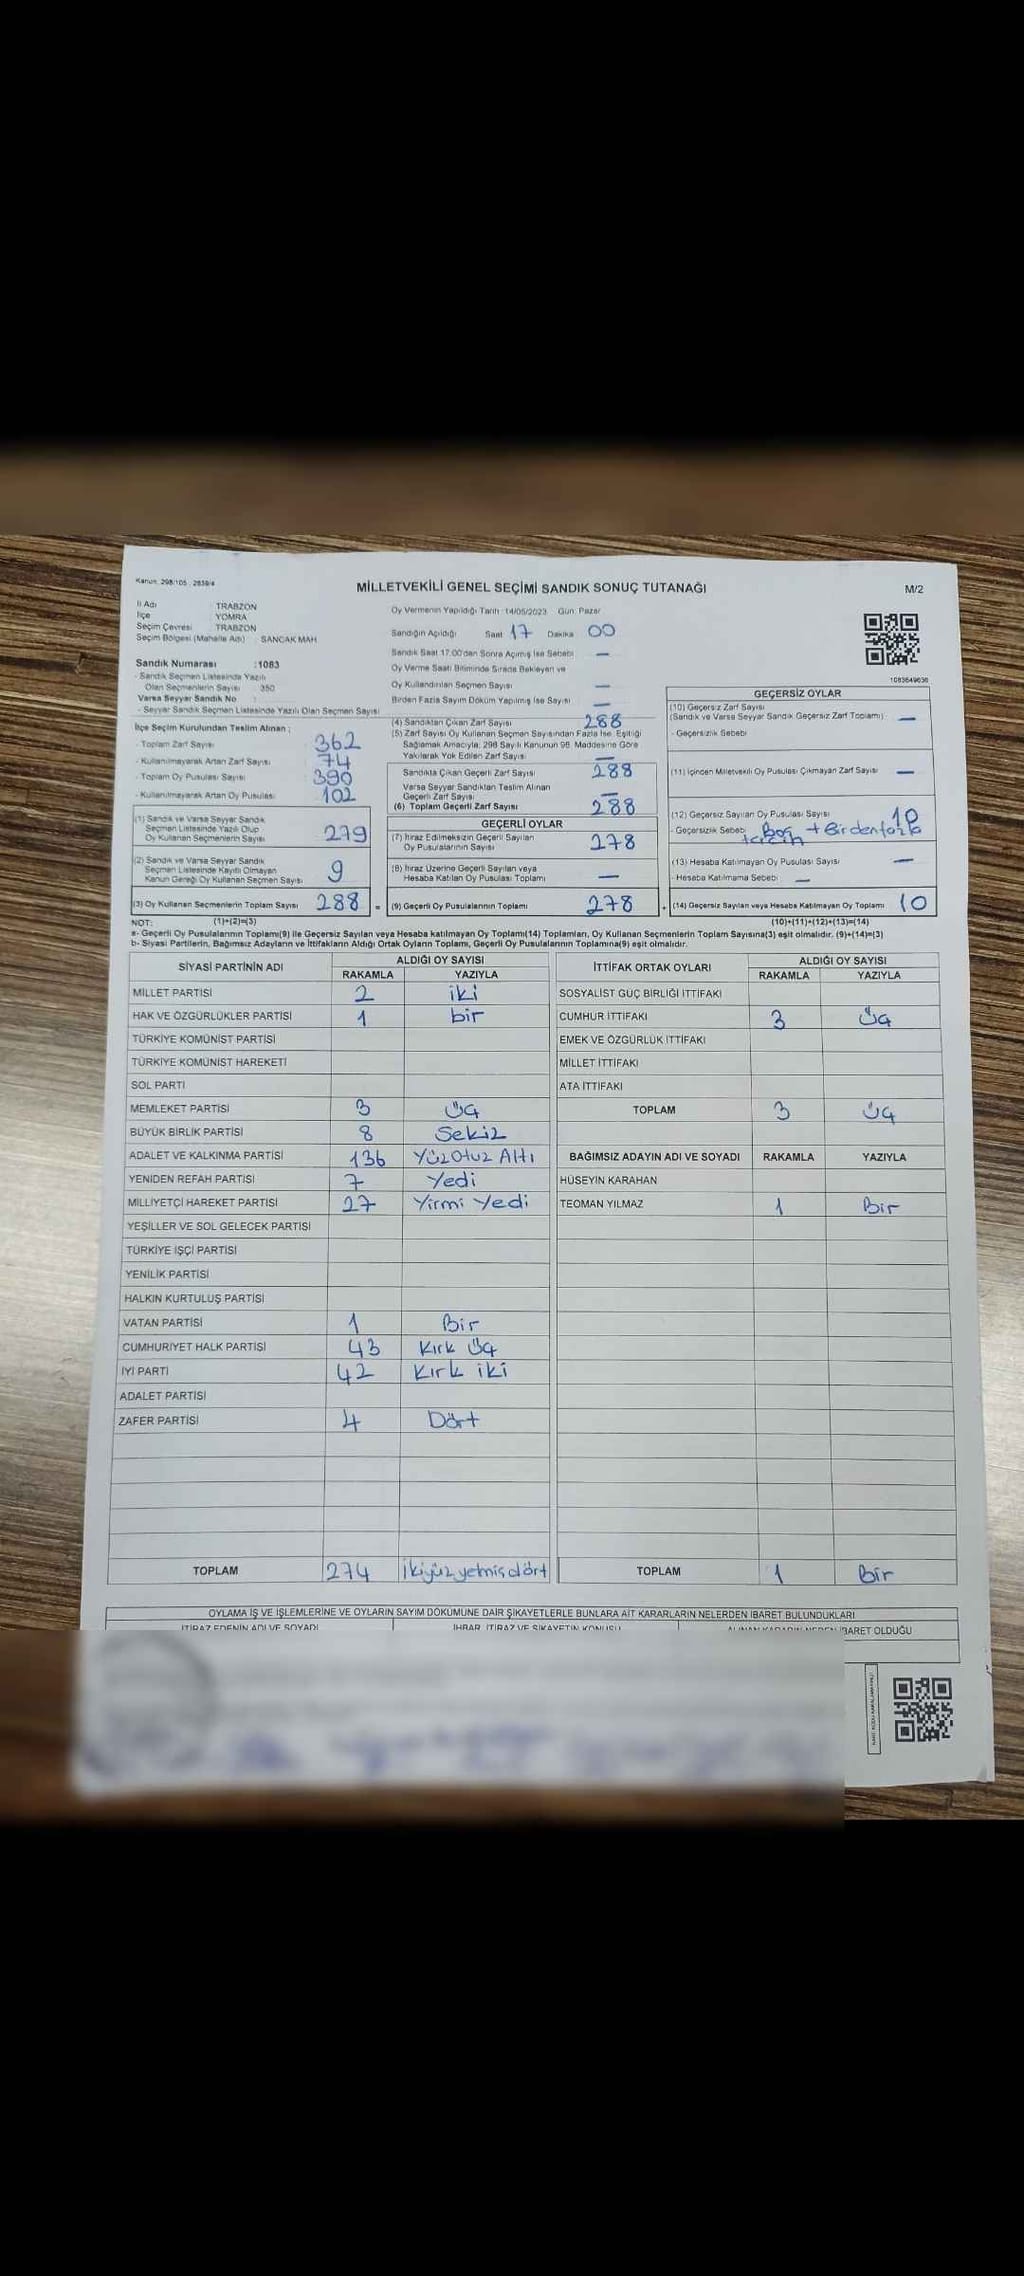 Kanun: 298/105 , 2839/4
MİLLETVEKİLİ GENEL SEÇİMİ SANDIK SONUÇ TUTANAĞI
M/2
İl Adı : TRABZON
İlçe : YOMRA
Seçim Çevresi : TRABZON
Seçim Bölgesi (Mahalle Adı) : SANCAK MAH
Oy Vermenin Yapıldığı Tarih :14/05/2023 Gün: Pazar
Sandığın Açıldığı Saat 17 Dakika 00
Sandık Saat 17:00'den Sonra Açılmış İse Sebebi —
Oy Verme Saati Bitiminde Sırada Bekleyen ve
Oy Kullandırılan Seçmen Sayısı —
Birden Fazla Sayım Döküm Yapılmış İse Sayısı —
Sandık Numarası :1083
- Sandık Seçmen Listesinde Yazılı
Olan Seçmenlerin Sayısı : 350
Varsa Seyyar Sandık No :
- Seyyar Sandık Seçmen Listesinde Yazılı Olan Seçmen Sayısı
1083649636
İlçe Seçim Kurulundan Teslim Alınan ;
- Toplam Zarf Sayısı 362
- Kullanılmayarak Artan Zarf Sayısı 74
- Toplam Oy Pusulası Sayısı 390
- Kullanılmayarak Artan Oy Pusulası 102
(1) Sandık ve Varsa Seyyar Sandık
Seçmen Listesinde Yazılı Olup
Oy Kullanan Seçmenlerin Sayısı 279
(2) Sandık ve Varsa Seyyar Sandık
Seçmen Listesinde Kayıtlı Olmayan
Kanun Gereği Oy Kullanan Seçmen Sayısı 9
(3) Oy Kullanan Seçmenlerin Toplam Sayısı 288 =
(4) Sandıktan Çıkan Zarf Sayısı 288
(5) Zarf Sayısı Oy Kullanan Seçmen Sayısından Fazla İse, Eşitliği
Sağlamak Amacıyla; 298 Sayılı Kanunun 98. Maddesine Göre
Yakılarak Yok Edilen Zarf Sayısı —
Sandıkta Çıkan Geçerli Zarf Sayısı 288
Varsa Seyyar Sandıktan Teslim Alınan
Geçerli Zarf Sayısı —
(6) Toplam Geçerli Zarf Sayısı 288
GEÇERLİ OYLAR
(7) İtiraz Edilmeksizin Geçerli Sayılan
Oy Pusulalarının Sayısı 278
(8) İtiraz Üzerine Geçerli Sayılan veya
Hesaba Katılan Oy Pusulası Toplamı —
(9) Geçerli Oy Pusulalarının Toplamı 278 +
GEÇERSİZ OYLAR
(10) Geçersiz Zarf Sayısı
(Sandık ve Varsa Seyyar Sandık Geçersiz Zarf Toplamı) —
- Geçersizlik Sebebi
(11) İçinden Milletvekili Oy Pusulası Çıkmayan Zarf Sayısı —
(12) Geçersiz Sayılan Oy Pusulası Sayısı 10
- Geçersizlik Sebebi Boş + Birden fazla
tercih
(13) Hesaba Katılmayan Oy Pusulası Sayısı —
- Hesaba Katılmama Sebebi : —
(14) Geçersiz Sayılan veya Hesaba Katılmayan Oy Toplamı 10
NOT: (1)+(2)=(3) (10)+(11)+(12)+(13)=(14)
a- Geçerli Oy Pusulalarının Toplamı(9) ile Geçersiz Sayılan veya Hesaba katılmayan Oy Toplamı(14) Toplamları, Oy Kullanan Seçmenlerin Toplam Sayısına(3) eşit olmalıdır. (9)+(14)=(3)
b- Siyasi Partilerin, Bağımsız Adayların ve İttifakların Aldığı Ortak Oyların Toplamı, Geçerli Oy Pusulalarının Toplamına(9) eşit olmalıdır.
SİYASİ PARTİNİN ADI ALDIĞI OY SAYISI
RAKAMLA YAZIYLA
MİLLET PARTİSİ 2 iki
HAK VE ÖZGÜRLÜKLER PARTİSİ 1 bir
TÜRKİYE KOMÜNİST PARTİSİ
TÜRKİYE KOMÜNİST HAREKETİ
SOL PARTİ
MEMLEKET PARTİSİ 3 Üç
BÜYÜK BİRLİK PARTİSİ 8 Sekiz
ADALET VE KALKINMA PARTİSİ 136 YüzOtuz Altı
YENİDEN REFAH PARTİSİ 7 Yedi
MİLLİYETÇİ HAREKET PARTİSİ 27 Yirmi Yedi
YEŞİLLER VE SOL GELECEK PARTİSİ
TÜRKİYE İŞÇİ PARTİSİ
YENİLİK PARTİSİ
HALKIN KURTULUŞ PARTİSİ
VATAN PARTİSİ 1 Bir
CUMHURİYET HALK PARTİSİ 43 Kırk Üç
İYİ PARTİ 42 Kırk iki
ADALET PARTİSİ
ZAFER PARTİSİ 4 Dört
TOPLAM 274 ikiyüzyetmişdört
İTTİFAK ORTAK OYLARI ALDIĞI OY SAYISI
RAKAMLA YAZIYLA
SOSYALİST GÜÇ BİRLİĞİ İTTİFAKI
CUMHUR İTTİFAKI 3 Üç
EMEK VE ÖZGÜRLÜK İTTİFAKI
MİLLET İTTİFAKI
ATA İTTİFAKI
TOPLAM 3 Üç
BAĞIMSIZ ADAYIN ADI VE SOYADI RAKAMLA YAZIYLA
HÜSEYİN KARAHAN
TEOMAN YILMAZ 1 Bir
TOPLAM 1 Bir
OYLAMA İŞ VE İŞLEMLERİNE VE OYLARIN SAYIM DÖKÜMÜNE DAİR ŞİKAYETLERLE BUNLARA AİT KARARLARIN NELERDEN İBARET BULUNDUKLARI
İTİRAZ EDENİN ADI VE SOYADI İHBAR, İTİRAZ VE ŞİKAYETİN KONUSU ALINAN KARARIN NEDEN İBARET OLDUĞU